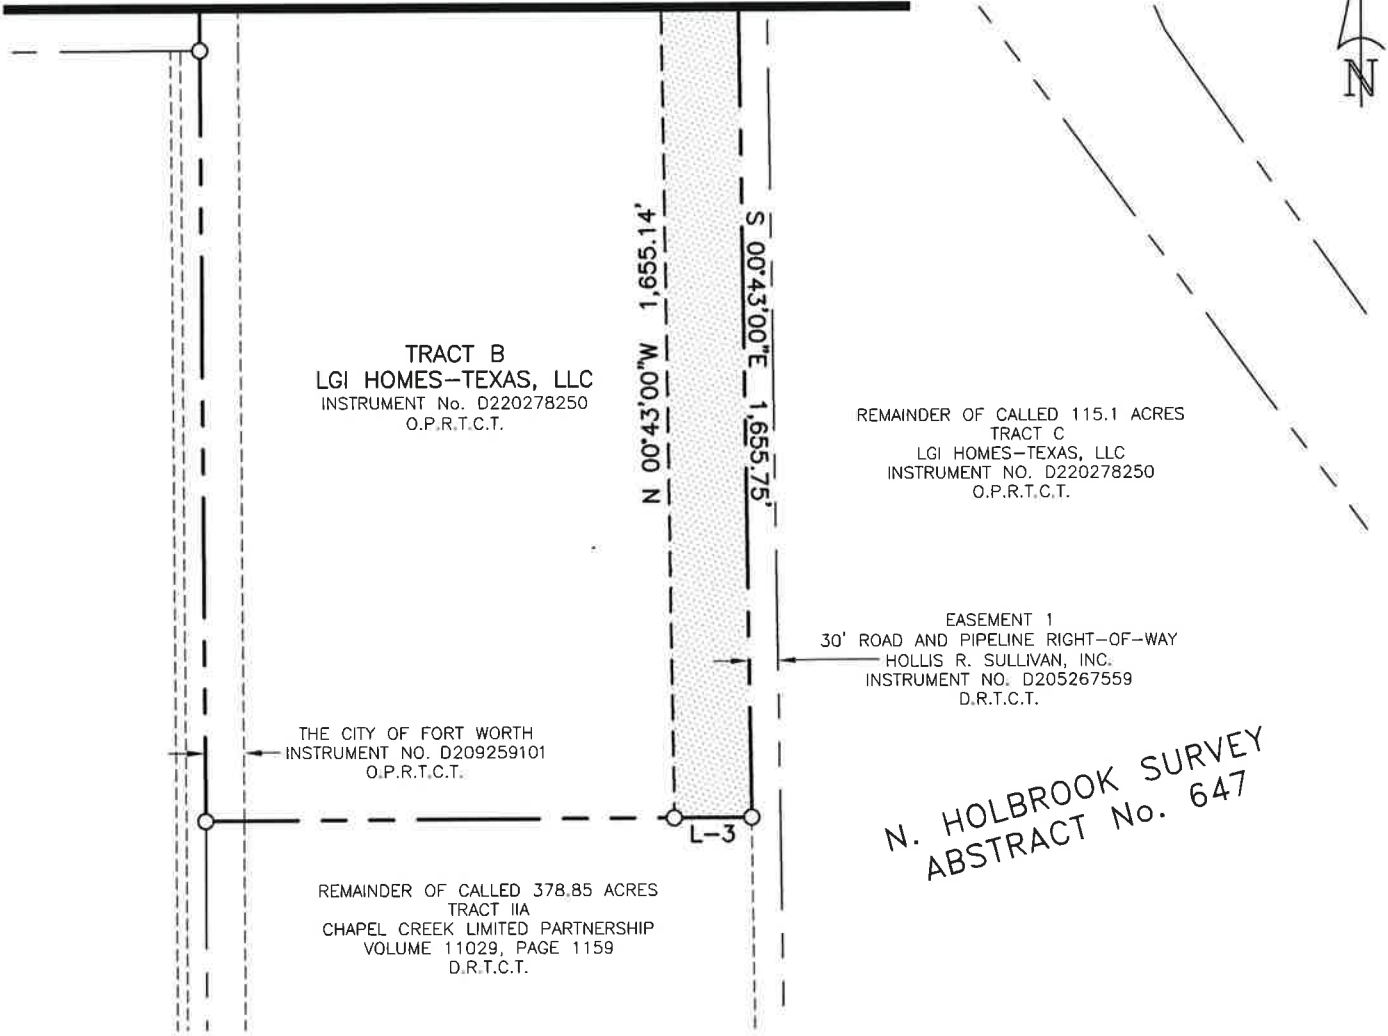 N
N 00°43'00"W 1,655.14'
S 00°43'00"E 1,655.75'
TRACT B
LGI HOMES–TEXAS, LLC
INSTRUMENT No. D220278250
O.P.R.T.C.T.
REMAINDER OF CALLED 115.1 ACRES
TRACT C
LGI HOMES–TEXAS, LLC
INSTRUMENT NO. D220278250
O.P.R.T.C.T.
EASEMENT 1
30' ROAD AND PIPELINE RIGHT–OF–WAY
HOLLIS R. SULLIVAN, INC.
INSTRUMENT NO. D205267559
D.R.T.C.T.
THE CITY OF FORT WORTH
INSTRUMENT NO. D209259101
O.P.R.T.C.T.
N. HOLBROOK SURVEY
ABSTRACT No. 647
L–3
REMAINDER OF CALLED 378.85 ACRES
TRACT IIA
CHAPEL CREEK LIMITED PARTNERSHIP
VOLUME 11029, PAGE 1159
D.R.T.C.T.